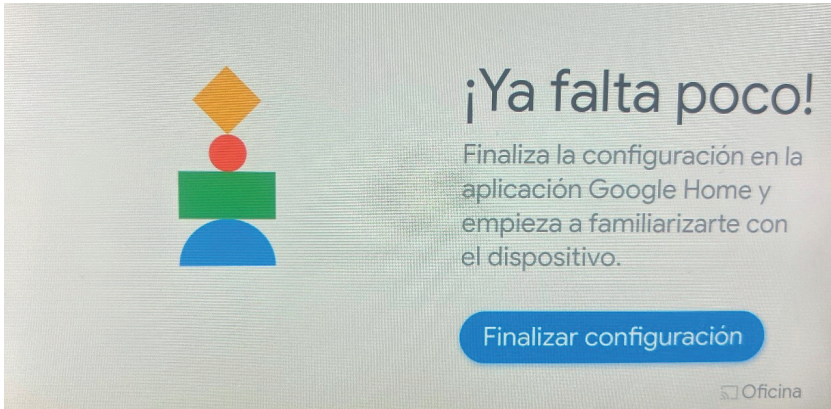 ¡Ya falta poco!
Finaliza la configuración en la
aplicación Google Home y
empieza a familiarizarte con
el dispositivo.
Finalizar configuración
Oficina